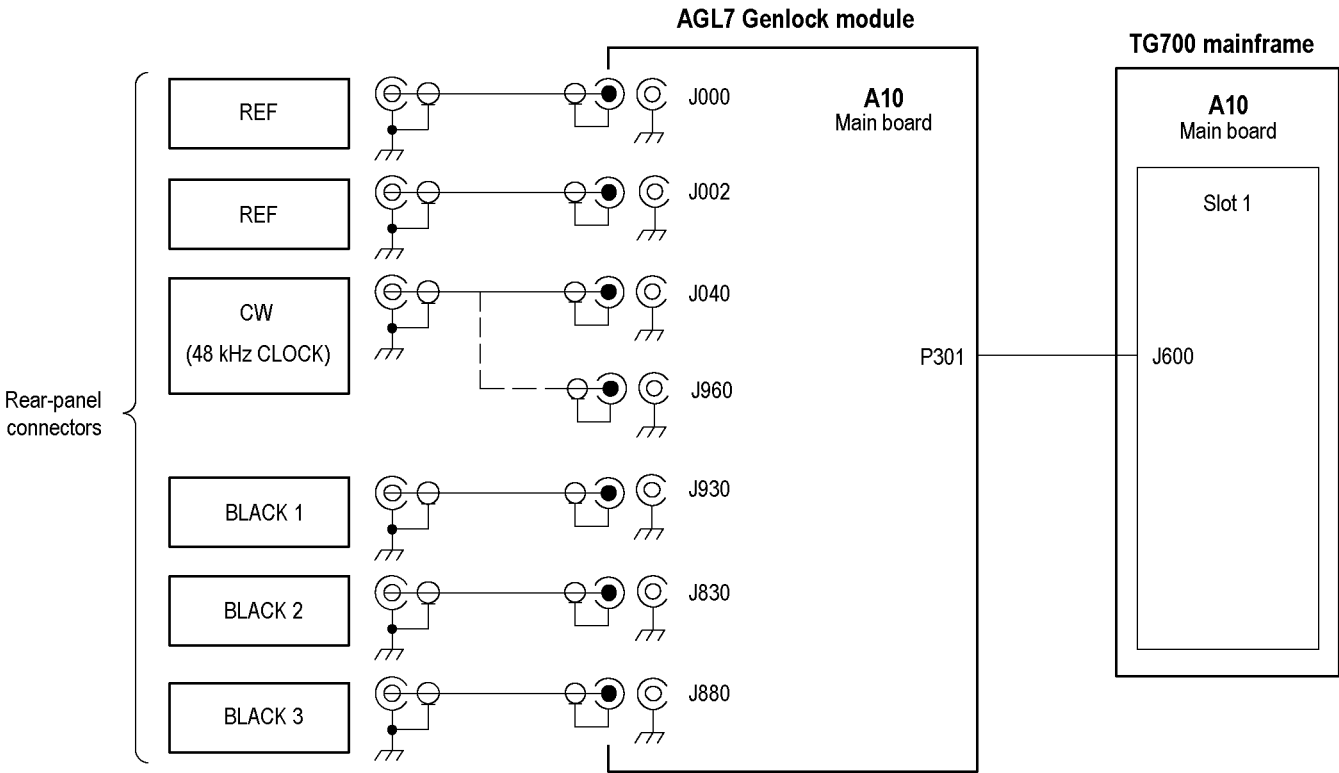 AGL7 Genlock module
TG700 mainframe
Rear-panel
connectors
REF
REF
CW
(48 kHz CLOCK)
BLACK 1
BLACK 2
BLACK 3
J000
J002
J040
J960
J930
J830
J880
A10
Main board
P301
A10
Main board
Slot 1
J600